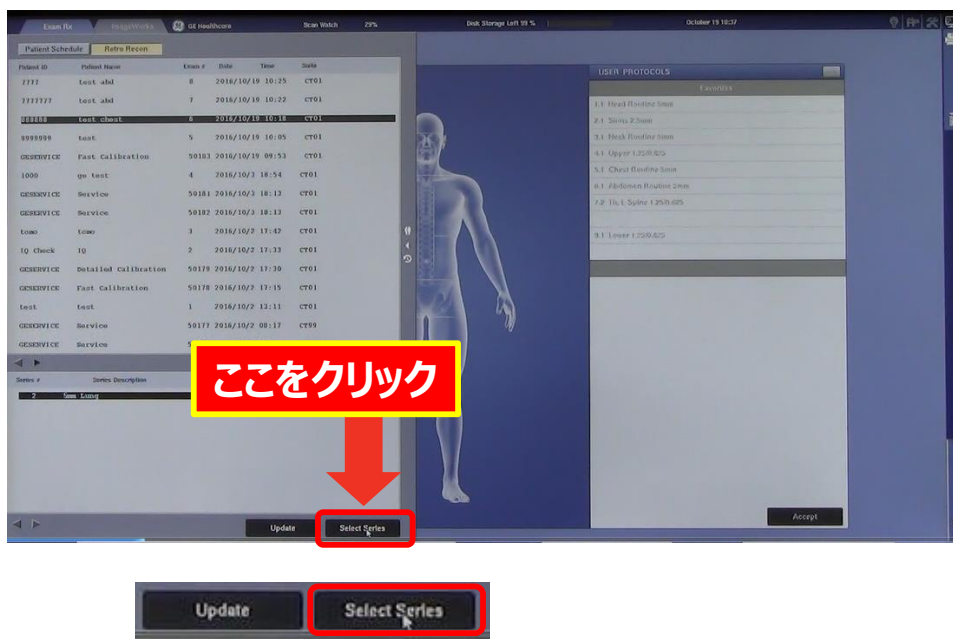 Exam Rx ImageWorks GE Healthcare Scan Watch 29% Disk Storage Left 99 % October 19 10:37
Patient Schedule Retro Recon
Patient ID Patient Name Exam # Date Time Suite
7777 test abd 8 2016/10/19 10:25 CT01
7777777 test abd 7 2016/10/19 10:22 CT01
888888 test chest 6 2016/10/19 10:18 CT01
test 5 2016/10/19 10:05 CT01
GESERVICE Fast Calibration 50183 2016/10/19 09:53 CT01
1000 ge test 4 2016/10/3 18:54 CT01
GESERVICE Service 50181 2016/10/3 18:13 CT01
GESERVICE Service 50182 2016/10/3 18:13 CT01
tomo tomo 3 2016/10/2 17:42 CT01
IQ Check IQ 2 2016/10/2 17:33 CT01
GESERVICE Detailed Calibration 50179 2016/10/2 17:30 CT01
GESERVICE Fast Calibration 50178 2016/10/2 17:15 CT01
test test 1 2016/10/2 13:11 CT01
GESERVICE Service 50177 2016/10/2 08:17 CT99
GESERVICE Service
Series # Series Description
2 5mm Lung
Update Select Series
ここをクリック
USER PROTOCOLS
Favorites
1.1 Head Routine 5mm
2.1 Sinus 2.5mm
3.1 Neck Routine 5mm
4.1 Upper 1.25/0.625
5.1 Chest Routine 5mm
6.1 Abdomen Routine 5mm
7.2 Th, L Spine 1.25/0.625
9.1 Lower 1.25/0.625
Accept
Update Select Series